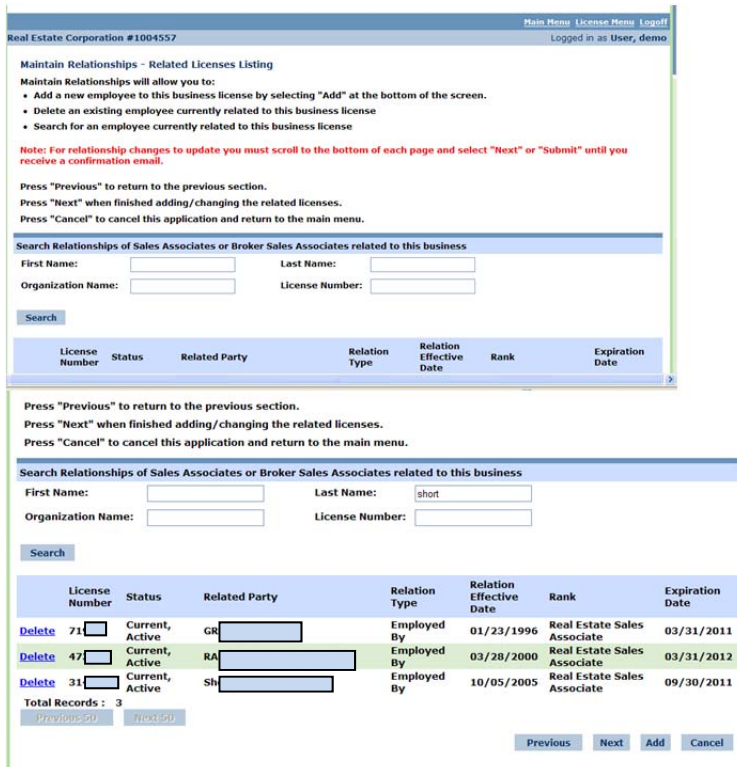 Main Menu License Menu Logoff
Real Estate Corporation #1004557 Logged in as User, demo
Maintain Relationships - Related Licenses Listing
Maintain Relationships will allow you to:
• Add a new employee to this business license by selecting "Add" at the bottom of the screen.
• Delete an existing employee currently related to this business license
• Search for an employee currently related to this business license
Note: For relationship changes to update you must scroll to the bottom of each page and select "Next" or "Submit" until you
receive a confirmation email.
Press "Previous" to return to the previous section.
Press "Next" when finished adding/changing the related licenses.
Press "Cancel" to cancel this application and return to the main menu.
Search Relationships of Sales Associates or Broker Sales Associates related to this business
First Name: Last Name:
Organization Name: License Number:
Search
License Number Status Related Party Relation Type Relation Effective Date Rank Expiration Date
Press "Previous" to return to the previous section.
Press "Next" when finished adding/changing the related licenses.
Press "Cancel" to cancel this application and return to the main menu.
Search Relationships of Sales Associates or Broker Sales Associates related to this business
First Name: Last Name: short
Organization Name: License Number:
Search
License Number Status Related Party Relation Type Relation Effective Date Rank Expiration Date
Delete 71 Current, Active GR Employed By 01/23/1996 Real Estate Sales Associate 03/31/2011
Delete 47 Current, Active RA Employed By 03/28/2000 Real Estate Sales Associate 03/31/2012
Delete 31 Current, Active Sh Employed By 10/05/2005 Real Estate Sales Associate 09/30/2011
Total Records : 3
Previous 50 Next 50
Previous Next Add Cancel